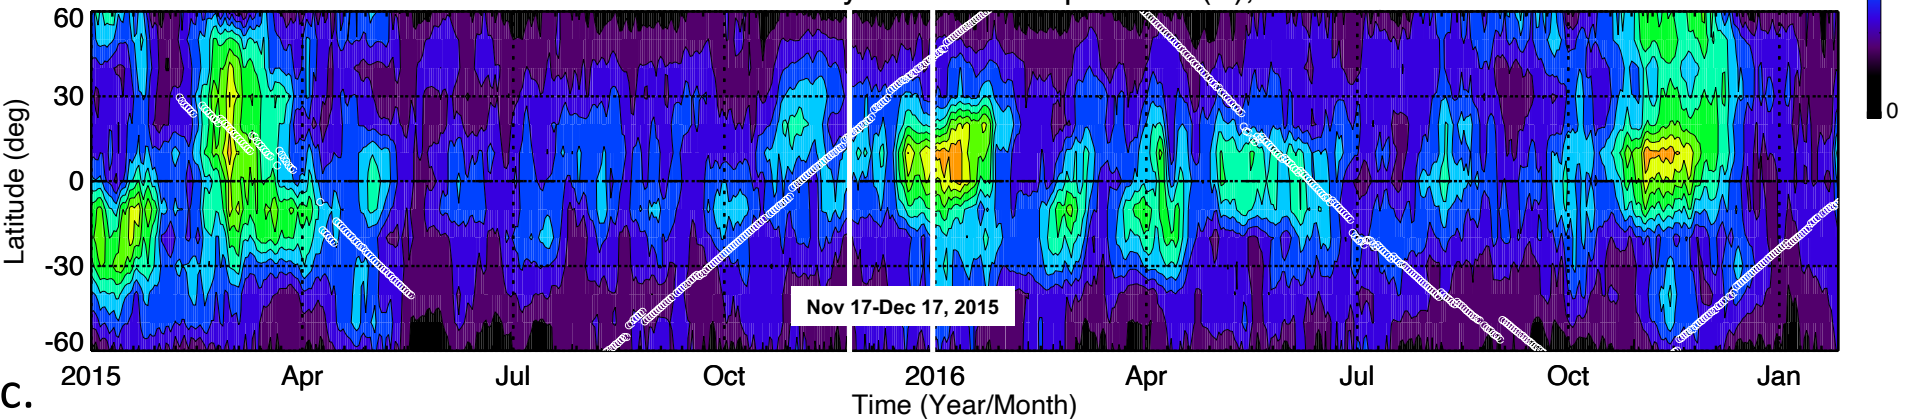 60
30
0
-30
-60
Latitude (deg)
0
Nov 17-Dec 17, 2015
2015 Apr Jul Oct 2016 Apr Jul Oct Jan
Time (Year/Month)
c.